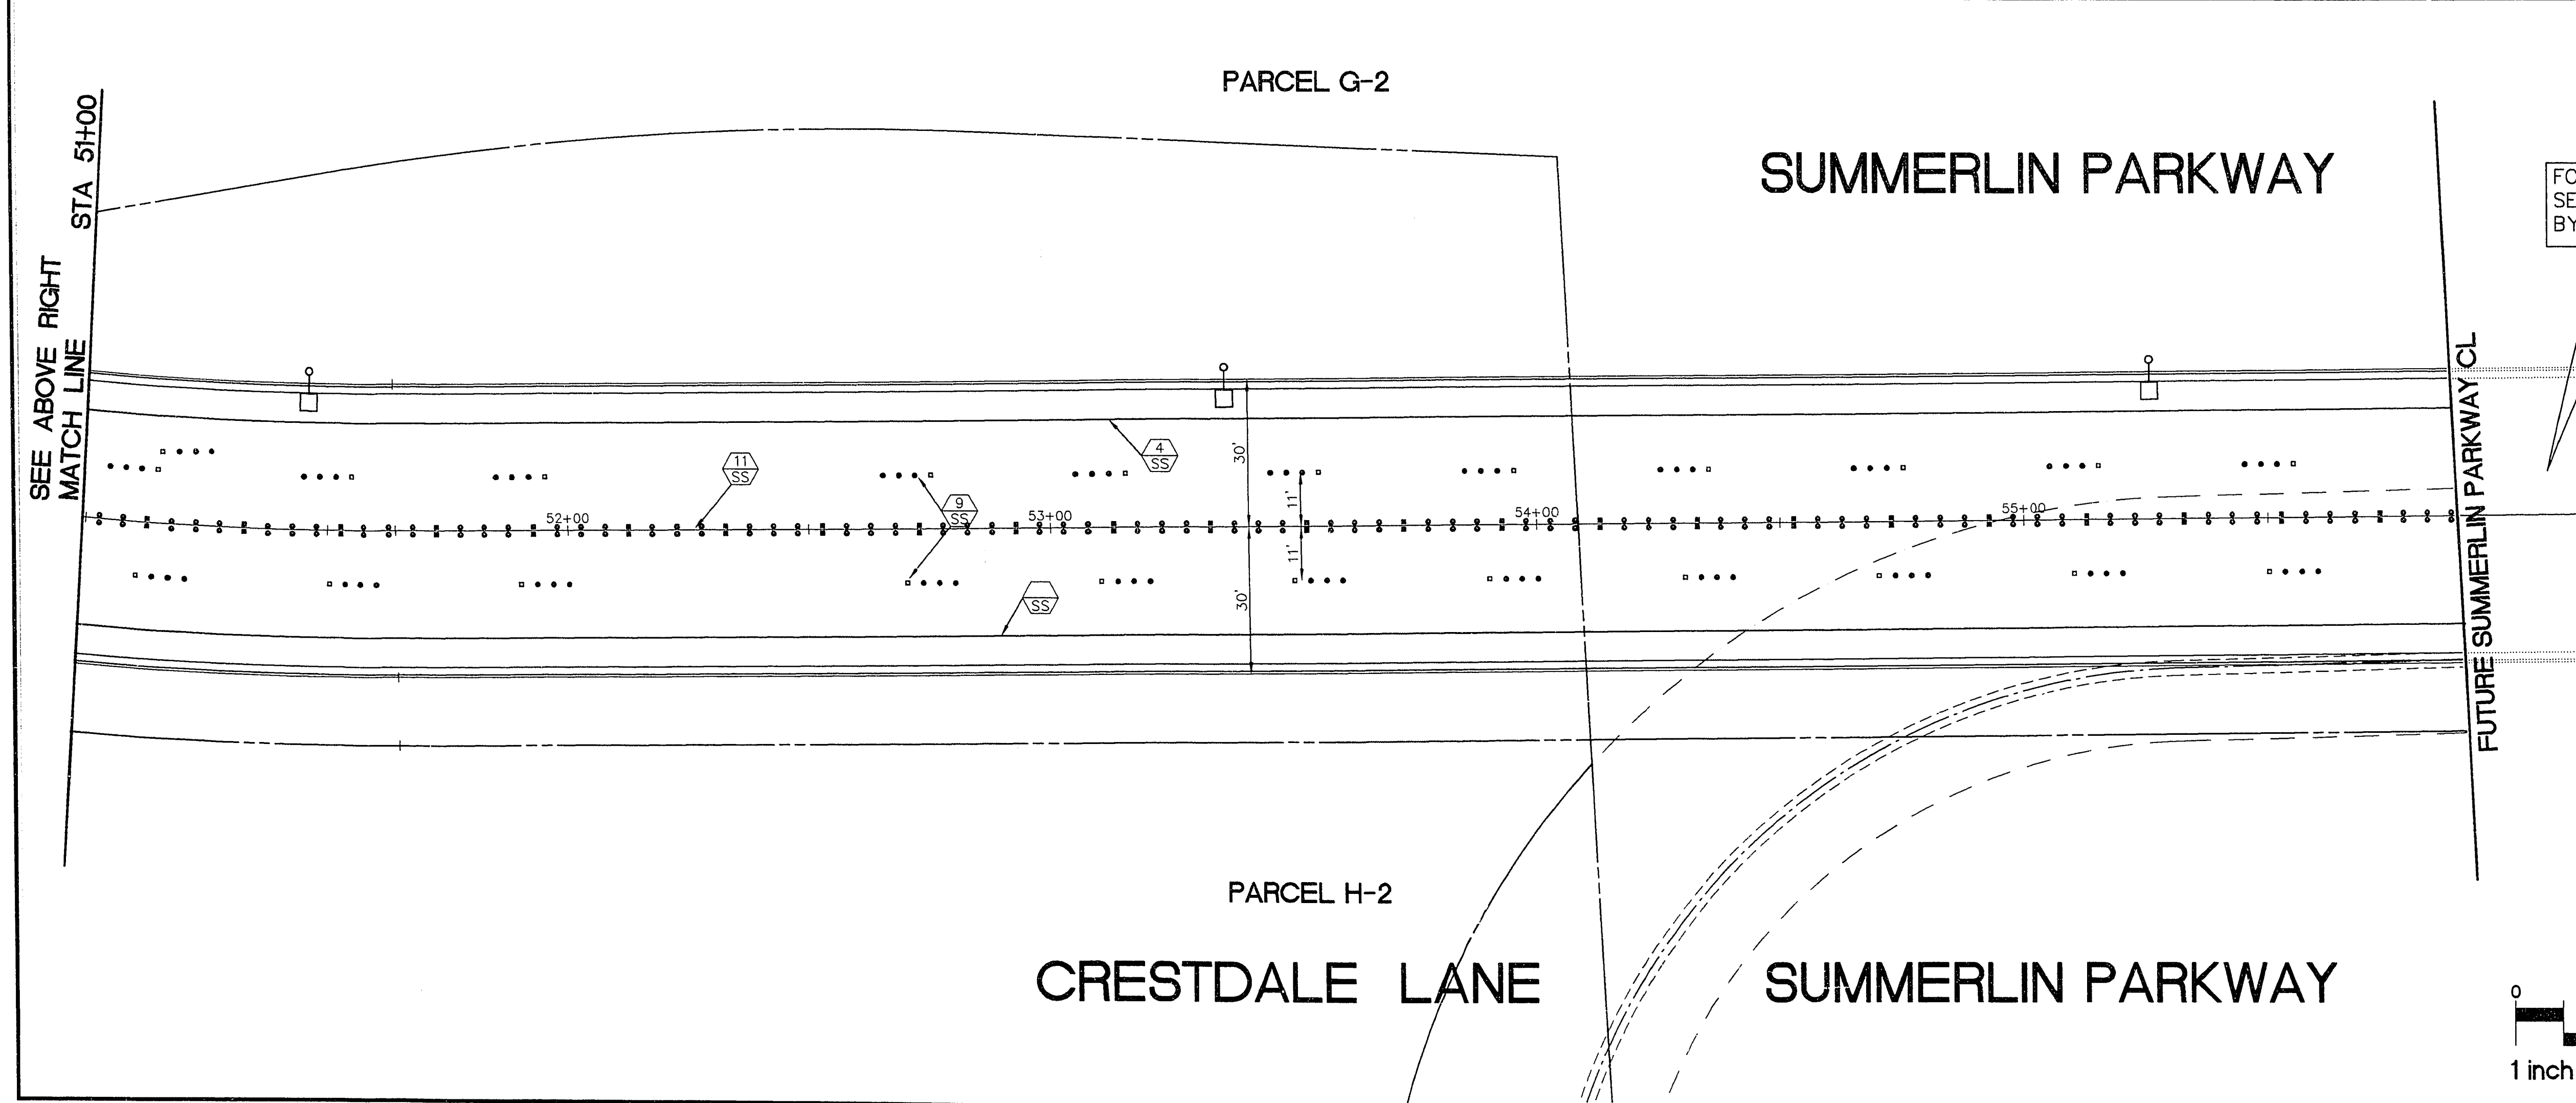 PARCEL G-2
SUMMERLIN PARKWAY
STA 51+00
SEE ABOVE RIGHT
MATCH LINE
4
SS
11
SS
9
SS
SS
30'
30'
11'
11'
52+00
53+00
54+00
55+00
FUTURE SUMMERLIN PARKWAY CL
PARCEL H-2
CRESTDALE LANE
SUMMERLIN PARKWAY
0
1 inch